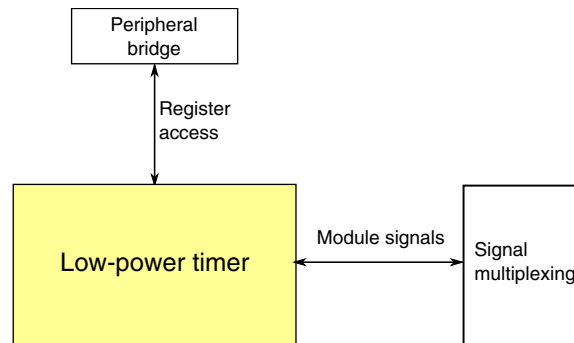 Peripheral
bridge
Register
access
Low-power timer
Module signals
Signal
multiplexing